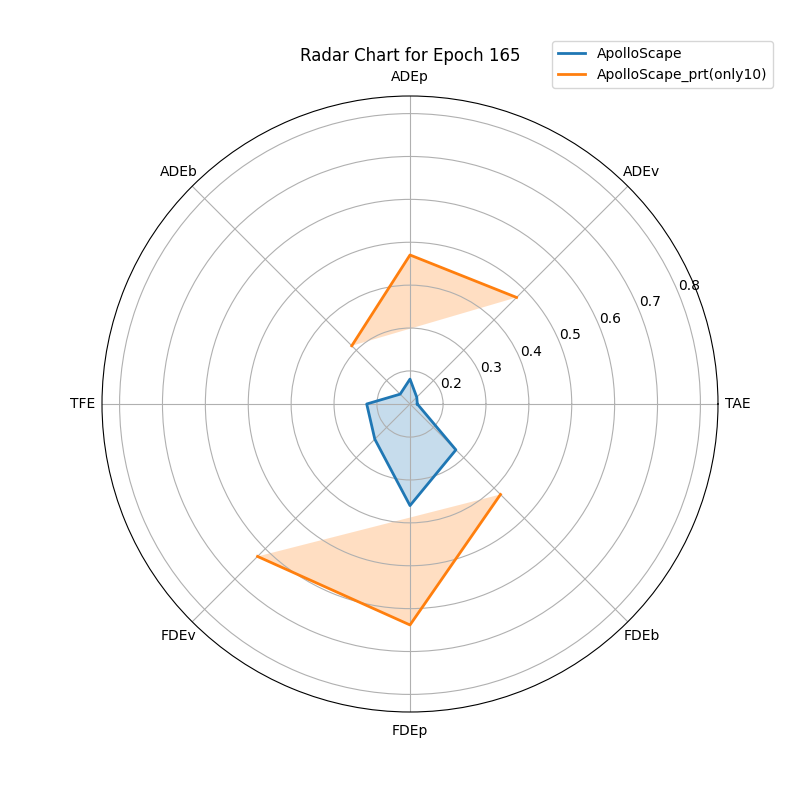 Radar Chart for Epoch 165
ApolloScape
ApolloScape_prt(only10)
ADEp
ADEb
ADEv
0.8
0.7
0.6
0.5
0.4
0.3
0.2
TFE
TAE
FDEv
FDEb
FDEp